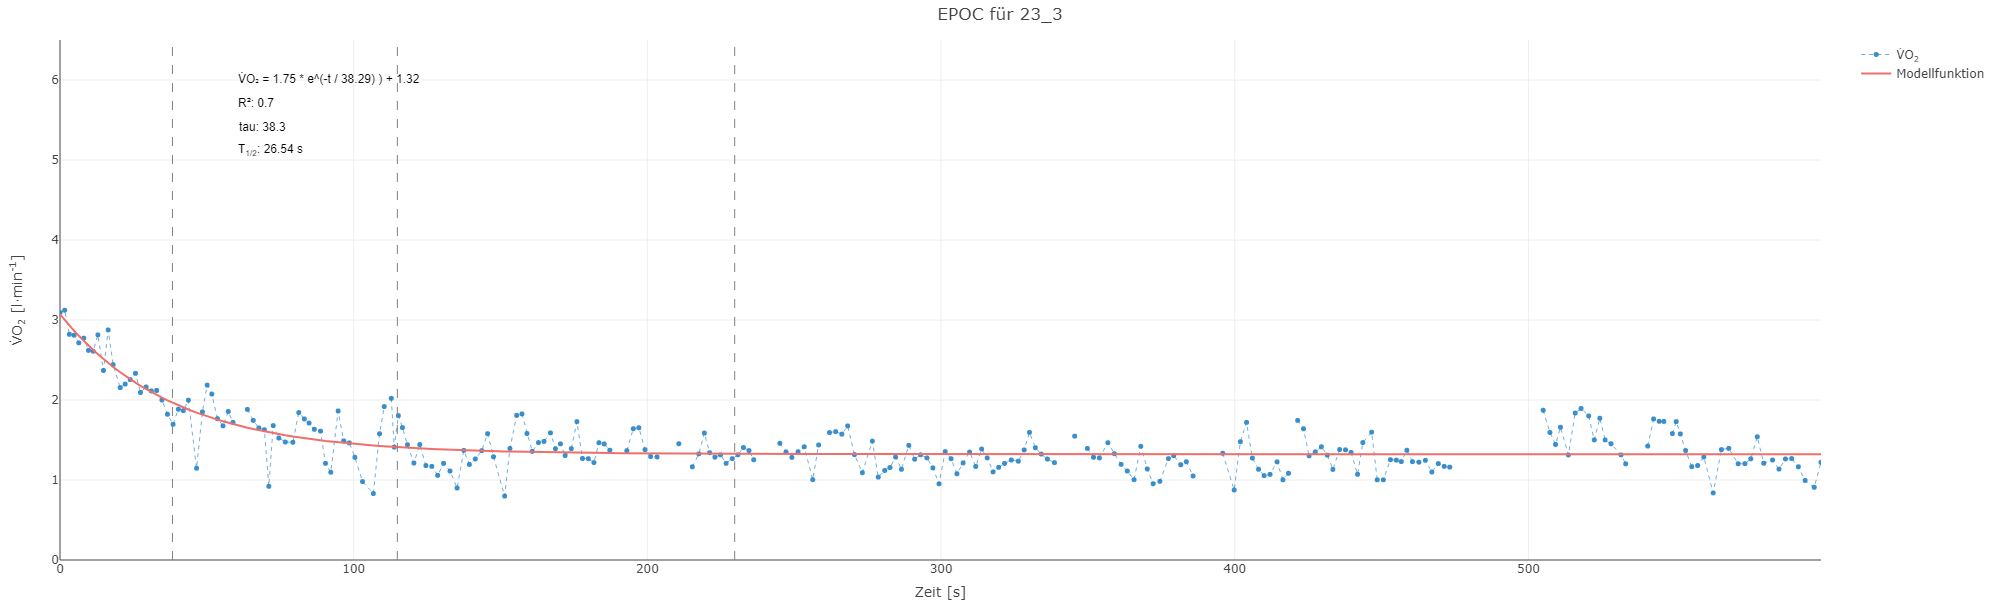 EPOC für 23_3
V̇O₂ = 1.75 * e^(-t / 38.29) ) + 1.32
R²: 0.7
tau: 38.3
T1/2: 26.54 s
V̇O₂
Modellfunktion
V̇O₂ [l·min⁻¹]
6
5
4
3
2
1
0
0 100 200 300 400 500
Zeit [s]